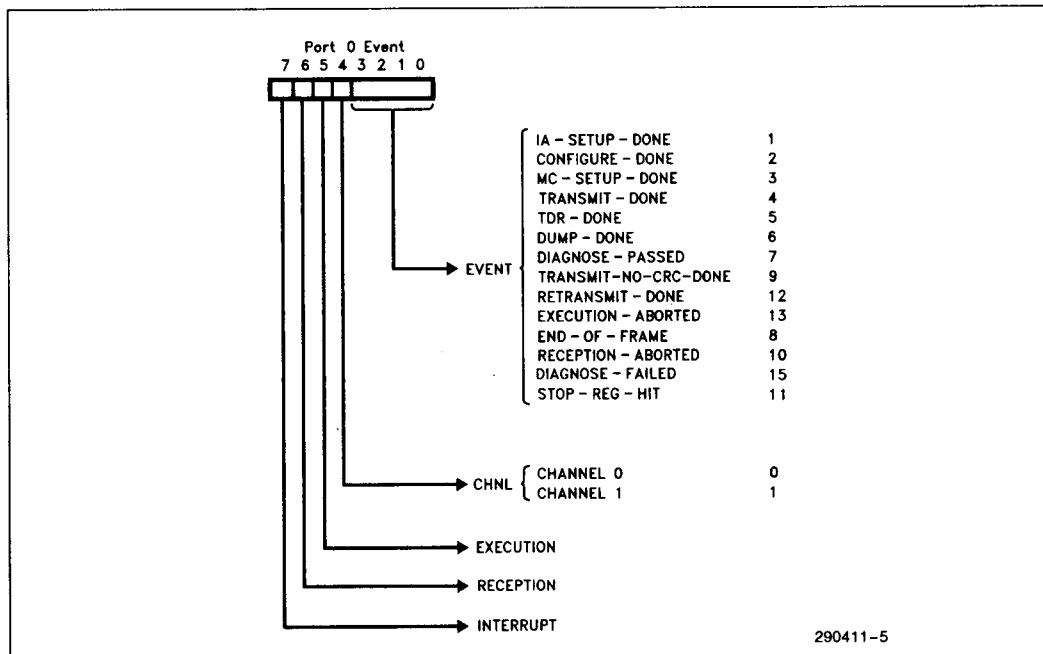 Port 0 Event
7 6 5 4 3 2 1 0
EVENT
IA - SETUP - DONE 1
CONFIGURE - DONE 2
MC - SETUP - DONE 3
TRANSMIT - DONE 4
TDR - DONE 5
DUMP - DONE 6
DIAGNOSE - PASSED 7
TRANSMIT-NO-CRC-DONE 9
RETRANSMIT - DONE 12
EXECUTION - ABORTED 13
END - OF - FRAME 8
RECEPTION - ABORTED 10
DIAGNOSE - FAILED 15
STOP - REG - HIT 11
CHNL
CHANNEL 0 0
CHANNEL 1 1
EXECUTION
RECEPTION
INTERRUPT
290411-5